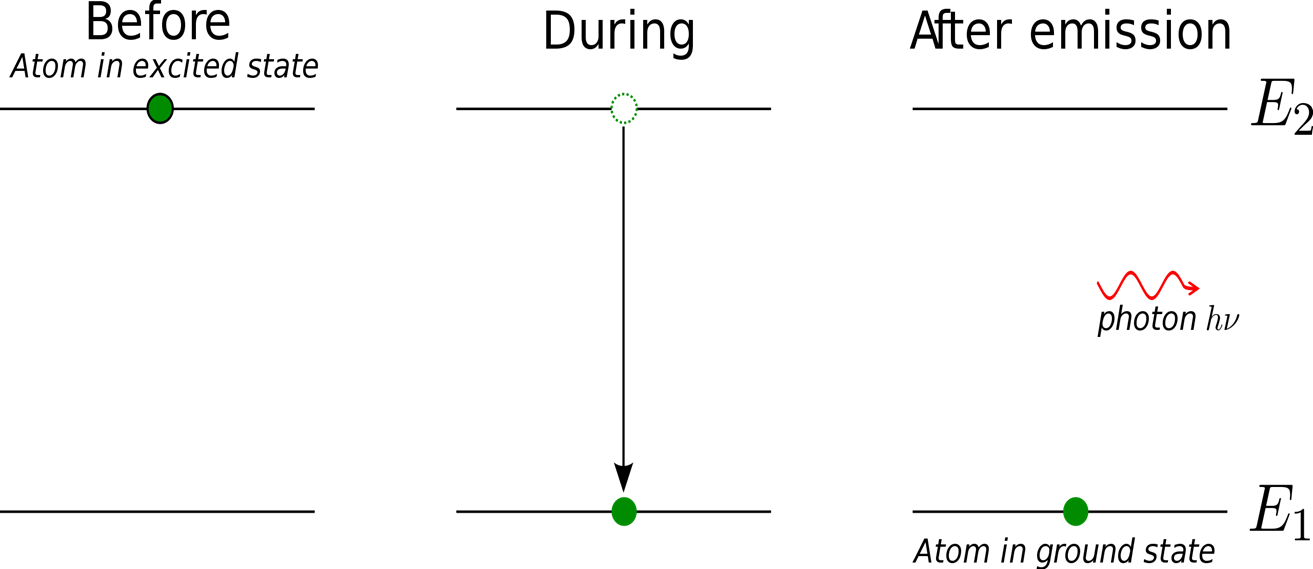 Before
Atom in excited state
During
After emission
E₂
photon hν
E₁
Atom in ground state